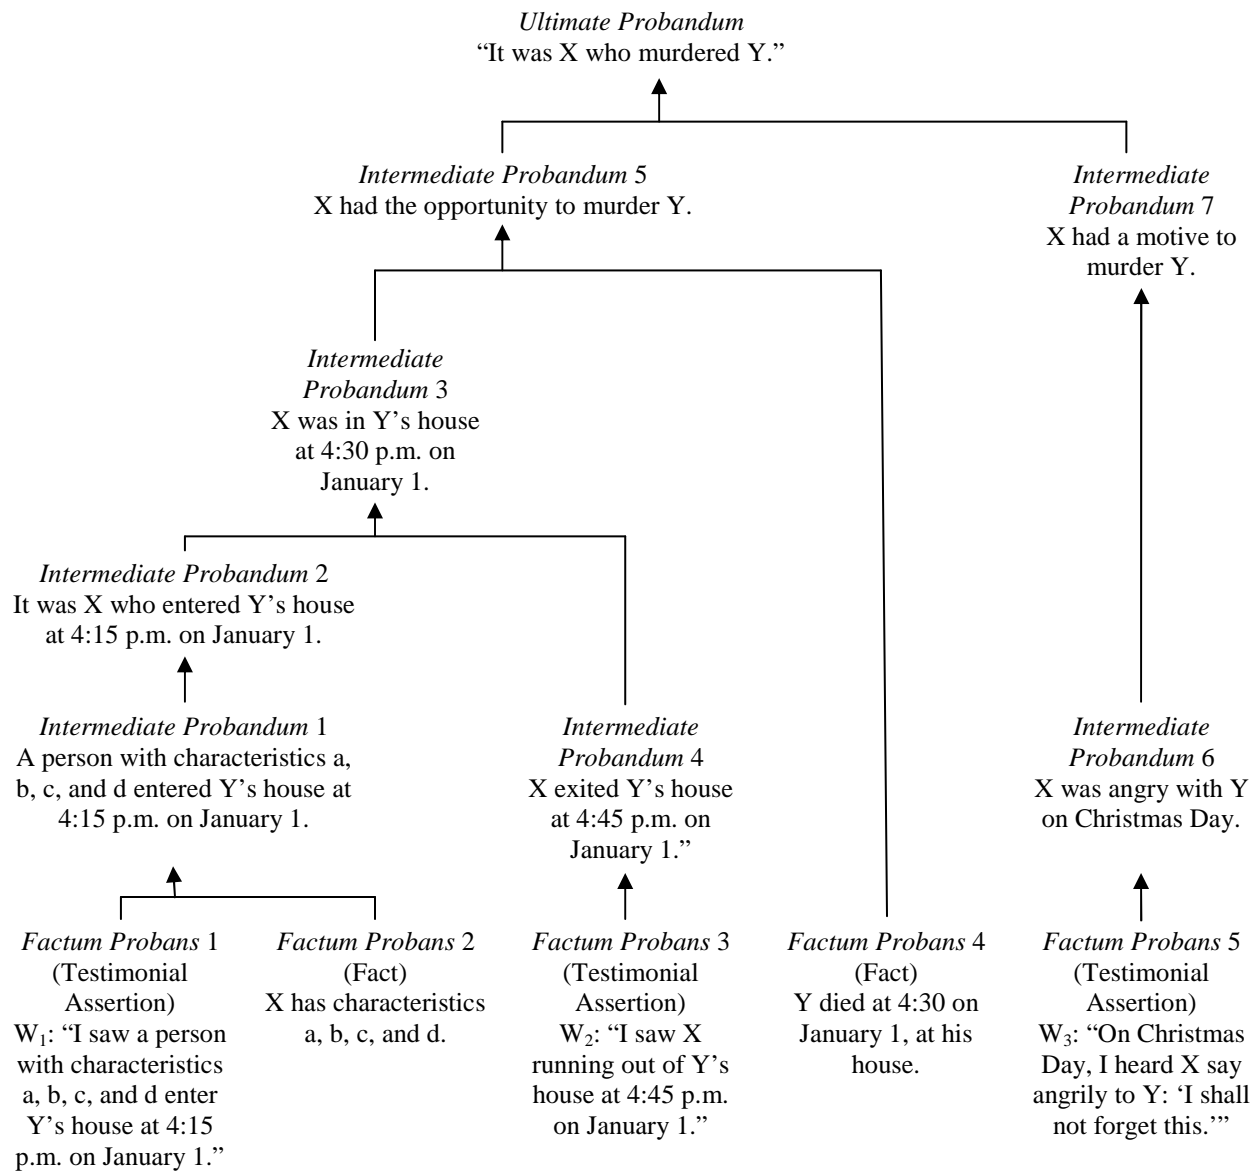 Ultimate Probandum
“It was X who murdered Y.”
Intermediate Probandum 5
X had the opportunity to murder Y.
Intermediate
Probandum 7
X had a motive to
murder Y.
Intermediate
Probandum 3
X was in Y’s house
at 4:30 p.m. on
January 1.
Intermediate Probandum 2
It was X who entered Y’s house
at 4:15 p.m. on January 1.
Intermediate Probandum 1
A person with characteristics a,
b, c, and d entered Y’s house at
4:15 p.m. on January 1.
Intermediate
Probandum 4
X exited Y’s house
at 4:45 p.m. on
January 1.”
Intermediate
Probandum 6
X was angry with Y
on Christmas Day.
Factum Probans 1
(Testimonial
Assertion)
W₁: “I saw a person
with characteristics
a, b, c, and d enter
Y’s house at 4:15
p.m. on January 1.”
Factum Probans 2
(Fact)
X has characteristics
a, b, c, and d.
Factum Probans 3
(Testimonial
Assertion)
W₂: “I saw X
running out of Y’s
house at 4:45 p.m.
on January 1.”
Factum Probans 4
(Fact)
Y died at 4:30 on
January 1, at his
house.
Factum Probans 5
(Testimonial
Assertion)
W₃: “On Christmas
Day, I heard X say
angrily to Y: ‘I shall
not forget this.’”